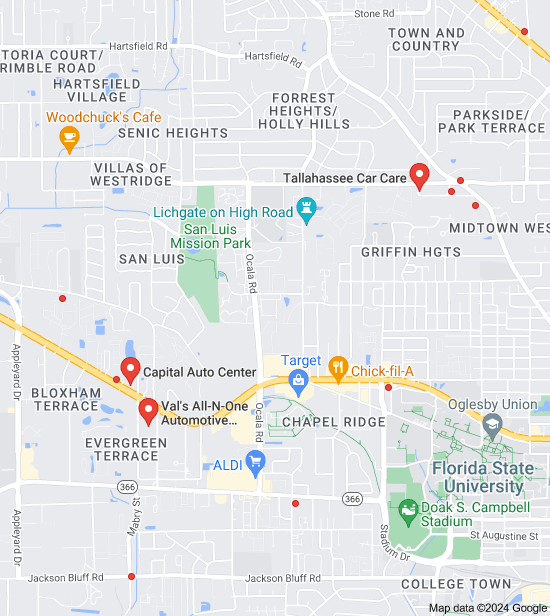 Stone Rd
TOWN AND
COUNTRY
Hartsfield Rd
Hartsfield Rd
TORIA COURT/
RIMBLE ROAD
HARTSFIELD
VILLAGE
FORREST
HEIGHTS/
HOLLY HILLS
Woodchuck's Cafe
SENIC HEIGHTS
PARKSIDE/
PARK TERRACE
VILLAS OF
WESTRIDGE
Tallahassee Car Care
Lichgate on High Road
San Luis
Mission Park
MIDTOWN WES
SAN LUIS
Ocala Rd
GRIFFIN HGTS
Appleyard Dr
Capital Auto Center
Target
Chick-fil-A
BLOXHAM
TERRACE
Val's All-N-One
Automotive...
Ocala Rd
CHAPEL RIDGE
Oglesby Union
EVERGREEN
TERRACE
ALDI
Florida State
University
366
366
Mabry St
Doak S. Campbell
Stadium
Appleyard Dr
Stadium Dr
St Augustine St
Jackson Bluff Rd
Jackson Bluff Rd
COLLEGE TOWN
Map data ©2024 Google